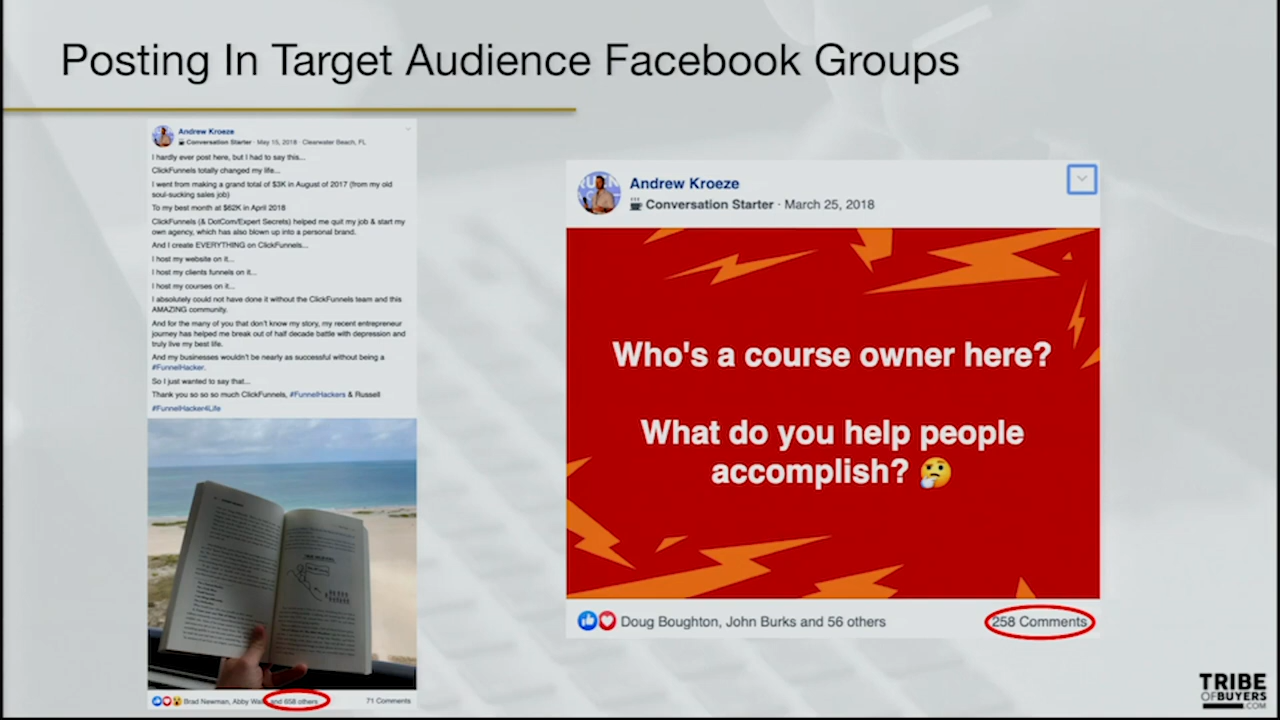 Posting In Target Audience Facebook Groups
Andrew Kroeze
Conversation Starter · May 15, 2018 · Clearwater Beach, FL
I hardly ever post here, but I had to say this...
ClickFunnels totally changed my life...
I went from making a grand total of $3K in August of 2017 (from my old
soul-sucking sales job)
To my best month at $62K in April 2018
ClickFunnels (& DotCom/Expert Secrets) helped me quit my job & start my
own agency, which has also blown up into a personal brand.
And I create EVERYTHING on ClickFunnels...
I host my website on it...
I host my clients funnels on it...
I host my courses on it...
I absolutely could not have done it without the ClickFunnels team and this
AMAZING community.
And for the many of you that don't know my story, my recent entrepreneur
journey has helped me break out of half decade battle with depression and
truly live my best life.
And my businesses wouldn't be nearly as successful without being a
#FunnelHacker.
So I just wanted to say that...
Thank you so so so much ClickFunnels, #FunnelHackers & Russell
#FunnelHacker4Life
Brad Newman, Abby and 658 others
71 Comments
Andrew Kroeze
Conversation Starter · March 25, 2018
Who's a course owner here?
What do you help people
accomplish? 🤔
Doug Boughton, John Burks and 56 others
258 Comments
TRIBE
OFBUYERS
.COM